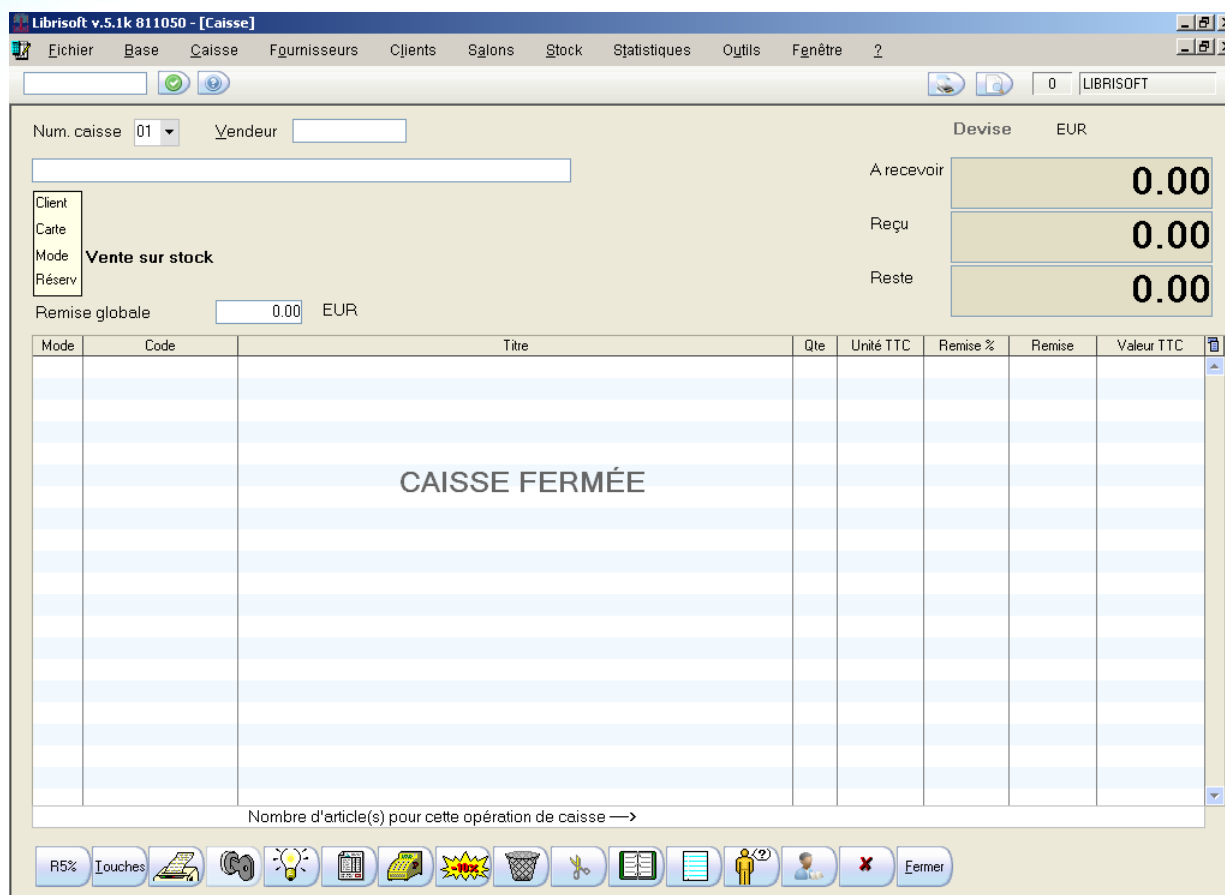 Librisoft v.5.1k 811050 - [Caisse]
Fichier Base Caisse Fournisseurs Clients Salons Stock Statistiques Outils Fenêtre ?
0 LIBRISOFT
Num. caisse 01 Vendeur Devise EUR
A recevoir 0.00
Client
Carte Reçu 0.00
Mode Vente sur stock
Réserv Reste 0.00
Remise globale 0.00 EUR
Mode Code Titre Qte Unité TTC Remise % Remise Valeur TTC
CAISSE FERMÉE
Nombre d'article(s) pour cette opération de caisse —>
R5% Touches -10% (?) Fermer